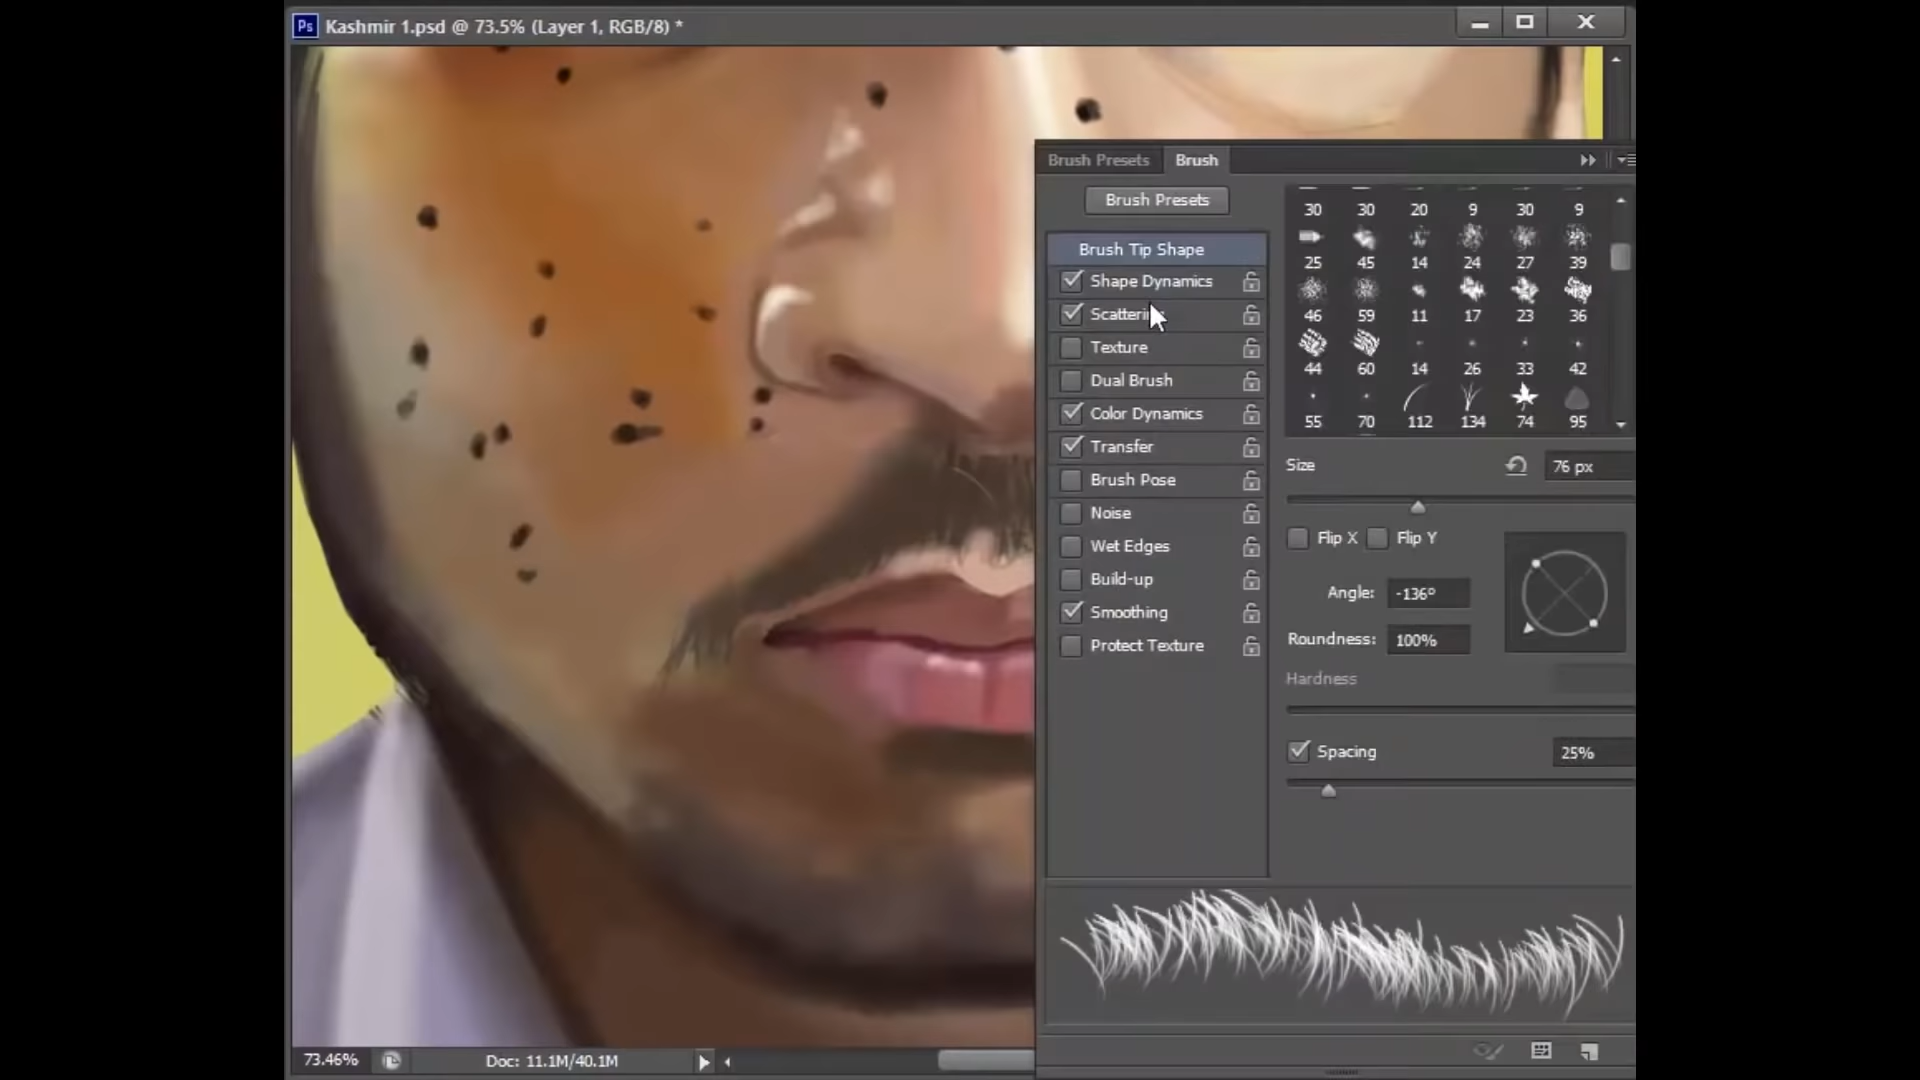 Ps Kashmir 1.psd @ 73.5% (Layer 1, RGB/8) *
Brush Presets Brush
Brush Presets
Brush Tip Shape
Shape Dynamics
Scattering
Texture
Dual Brush
Color Dynamics
Transfer
Brush Pose
Noise
Wet Edges
Build-up
Smoothing
Protect Texture
30 30 20 9 30 9
25 45 14 24 27 39
46 59 11 17 23 36
44 60 14 26 33 42
55 70 112 134 74 95
Size 76 px
Flip X Flip Y
Angle: -136º
Roundness: 100%
Hardness
Spacing 25%
73.46% Doc: 11.1M/40.1M